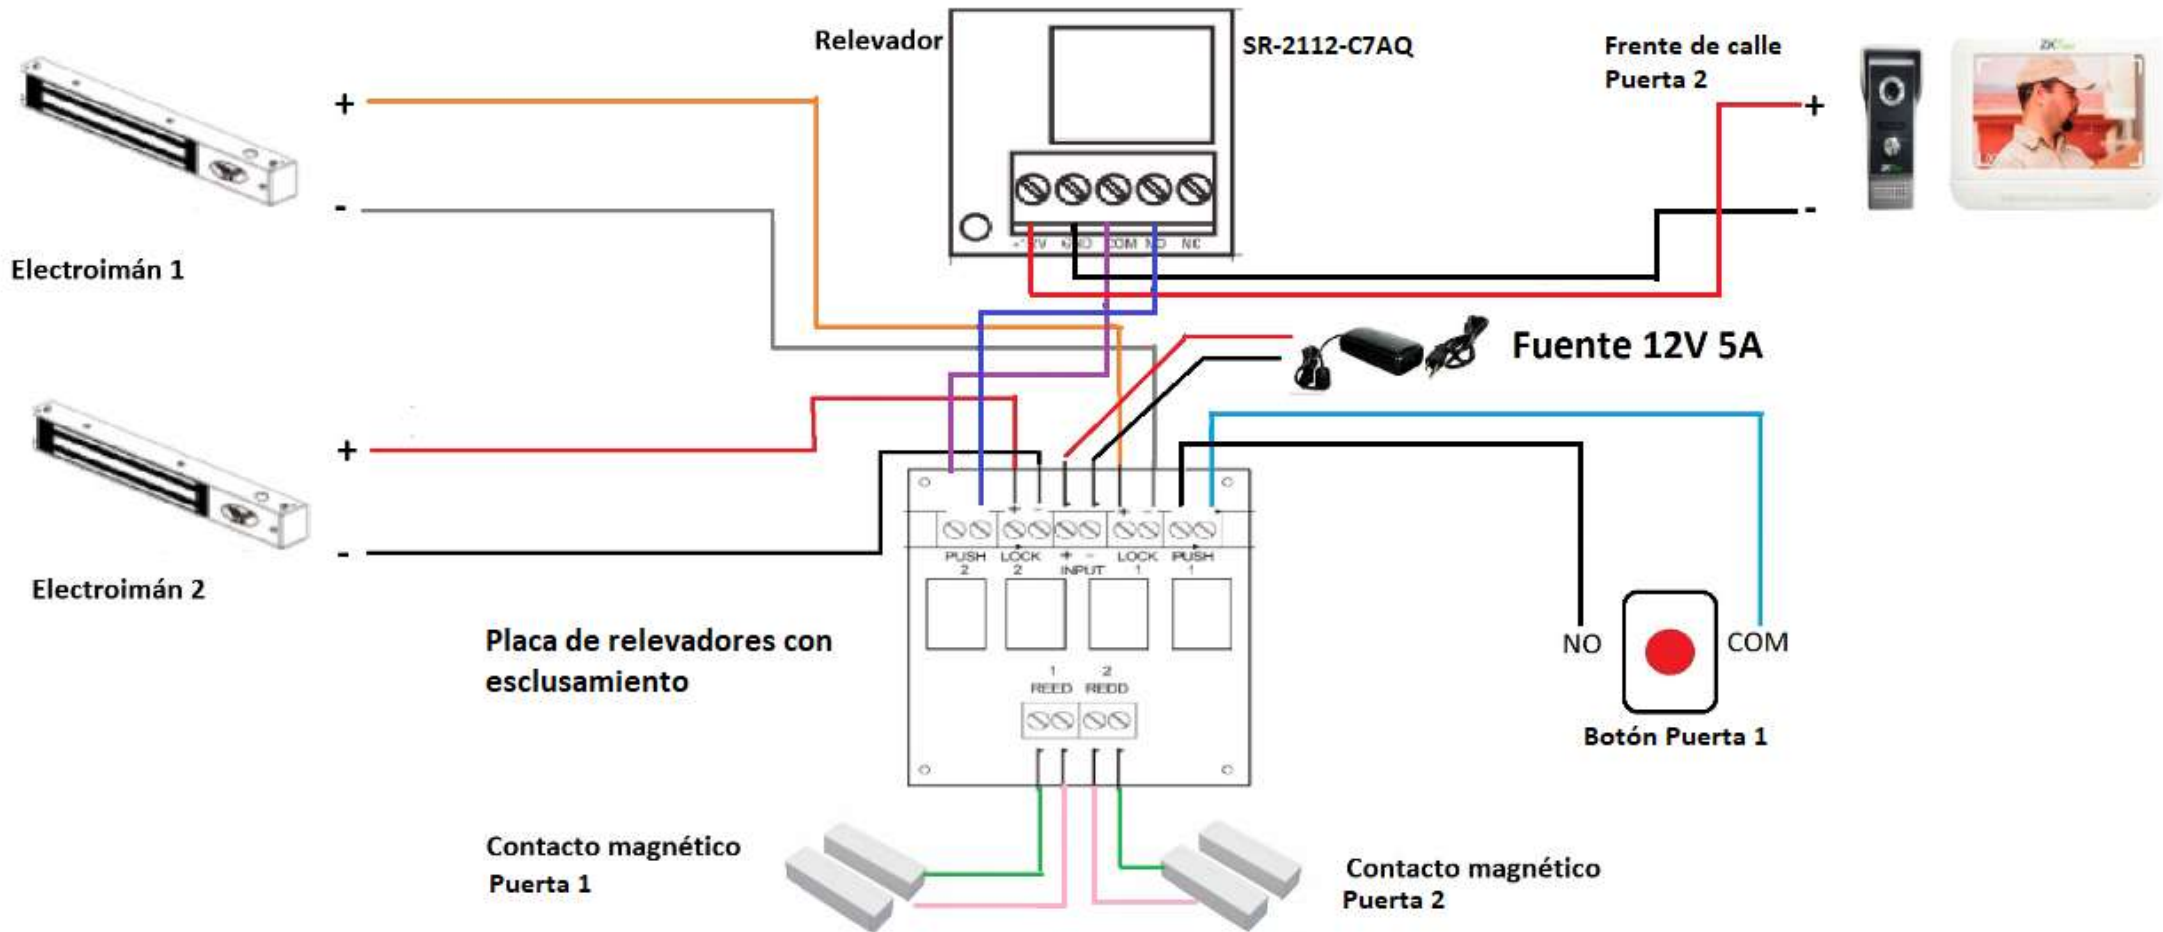 Relevador
SR-2112-C7AQ
Frente de calle
Puerta 2
+
-
+
-
Electroimán 1
GND COM NO NC
Fuente 12V 5A
+
-
Electroimán 2
+ -
+ -
PUSH LOCK + - LOCK PUSH
2 2 INPUT 1 1
Placa de relevadores con
esclusamiento
1 2
REED REDD
NO
COM
Botón Puerta 1
Contacto magnético
Puerta 1
Contacto magnético
Puerta 2